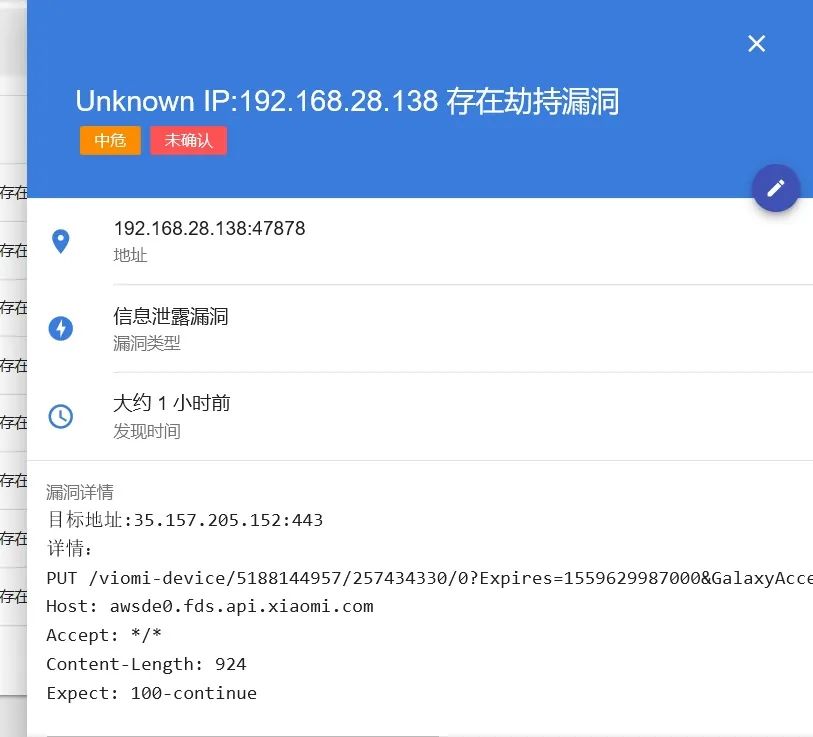 Unknown IP:192.168.28.138 存在劫持漏洞
中危 未确认
192.168.28.138:47878
地址
信息泄露漏洞
漏洞类型
大约 1 小时前
发现时间
漏洞详情
目标地址:35.157.205.152:443
详情:
PUT /viomi-device/5188144957/257434330/0?Expires=1559629987000&GalaxyAcce
Host: awsde0.fds.api.xiaomi.com
Accept: */*
Content-Length: 924
Expect: 100-continue
存在
存在
存在
存在
存在
存在
存在
存在